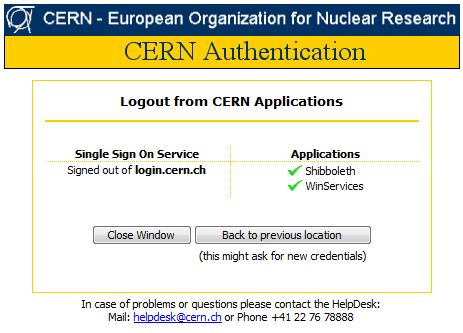 CERN - European Organization for Nuclear Research
CERN Authentication
Logout from CERN Applications
Single Sign On Service
Signed out of login.cern.ch
Applications
Shibboleth
WinServices
Close Window
Back to previous location
(this might ask for new credentials)
In case of problems or questions please contact the HelpDesk:
Mail: helpdesk@cern.ch or Phone +41 22 76 78888